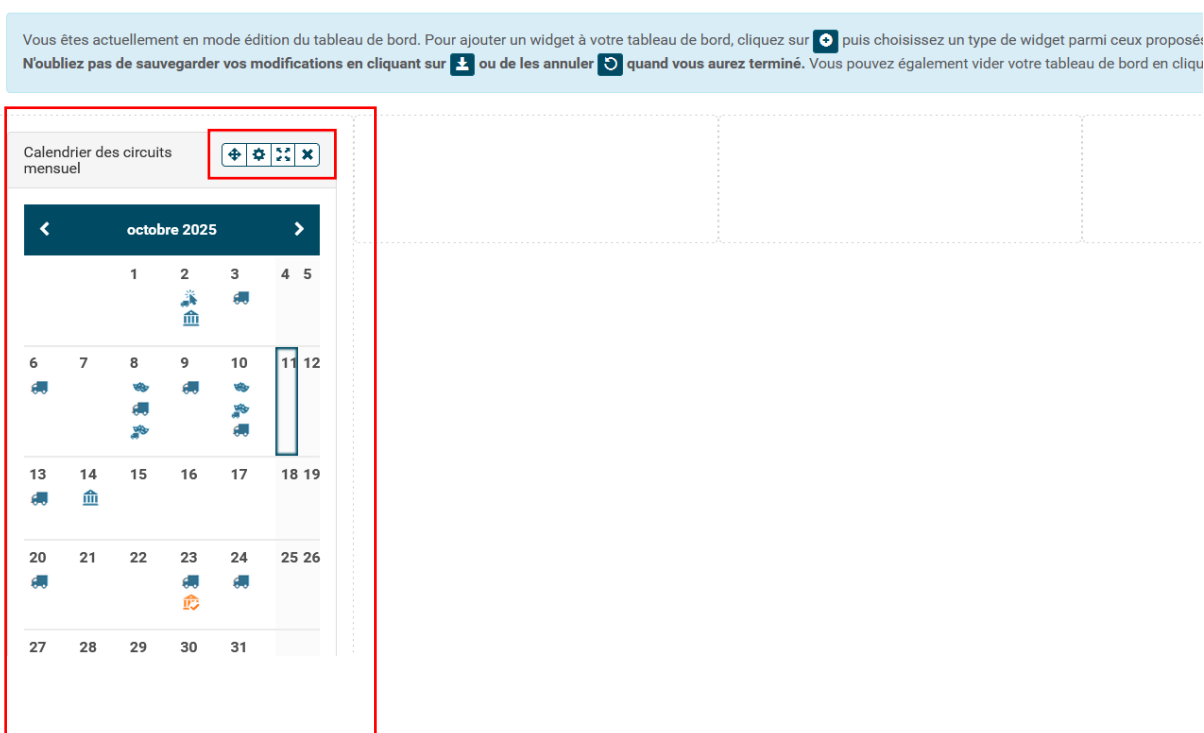 Vous êtes actuellement en mode édition du tableau de bord. Pour ajouter un widget à votre tableau de bord, cliquez sur puis choisissez un type de widget parmi ceux proposés
N'oubliez pas de sauvegarder vos modifications en cliquant sur ou de les annuler quand vous aurez terminé. Vous pouvez également vider votre tableau de bord en cliqu
Calendrier des circuits
mensuel
octobre 2025
1 2 3 4 5
6 7 8 9 10 11 12
13 14 15 16 17 18 19
20 21 22 23 24 25 26
27 28 29 30 31